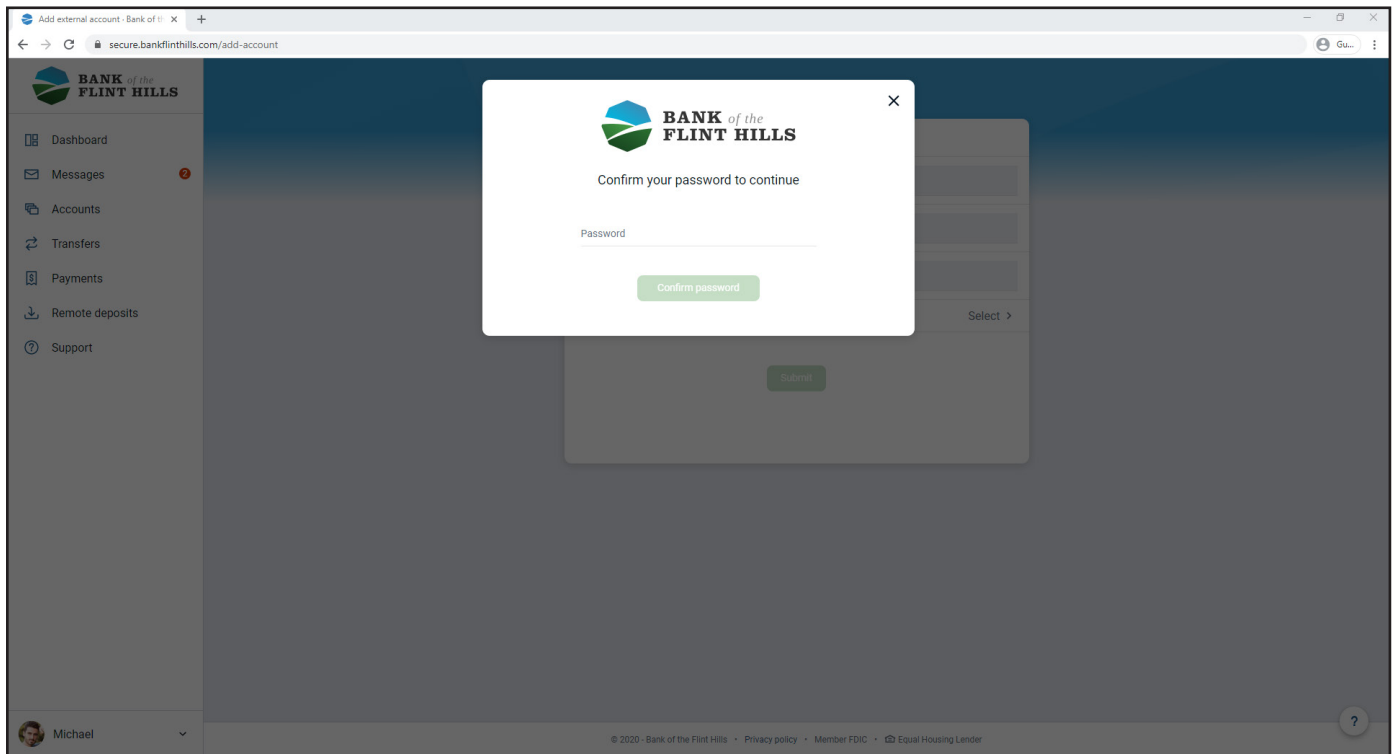 Add external account - Bank of th
secure.bankflinthills.com/add-account
Gu...
BANK of the
FLINT HILLS
Dashboard
Messages 2
Accounts
Transfers
Payments
Remote deposits
Support
Michael
BANK of the
FLINT HILLS
Confirm your password to continue
Password
Confirm password
Select >
Submit
?
© 2020 - Bank of the Flint Hills • Privacy policy • Member FDIC • Equal Housing Lender